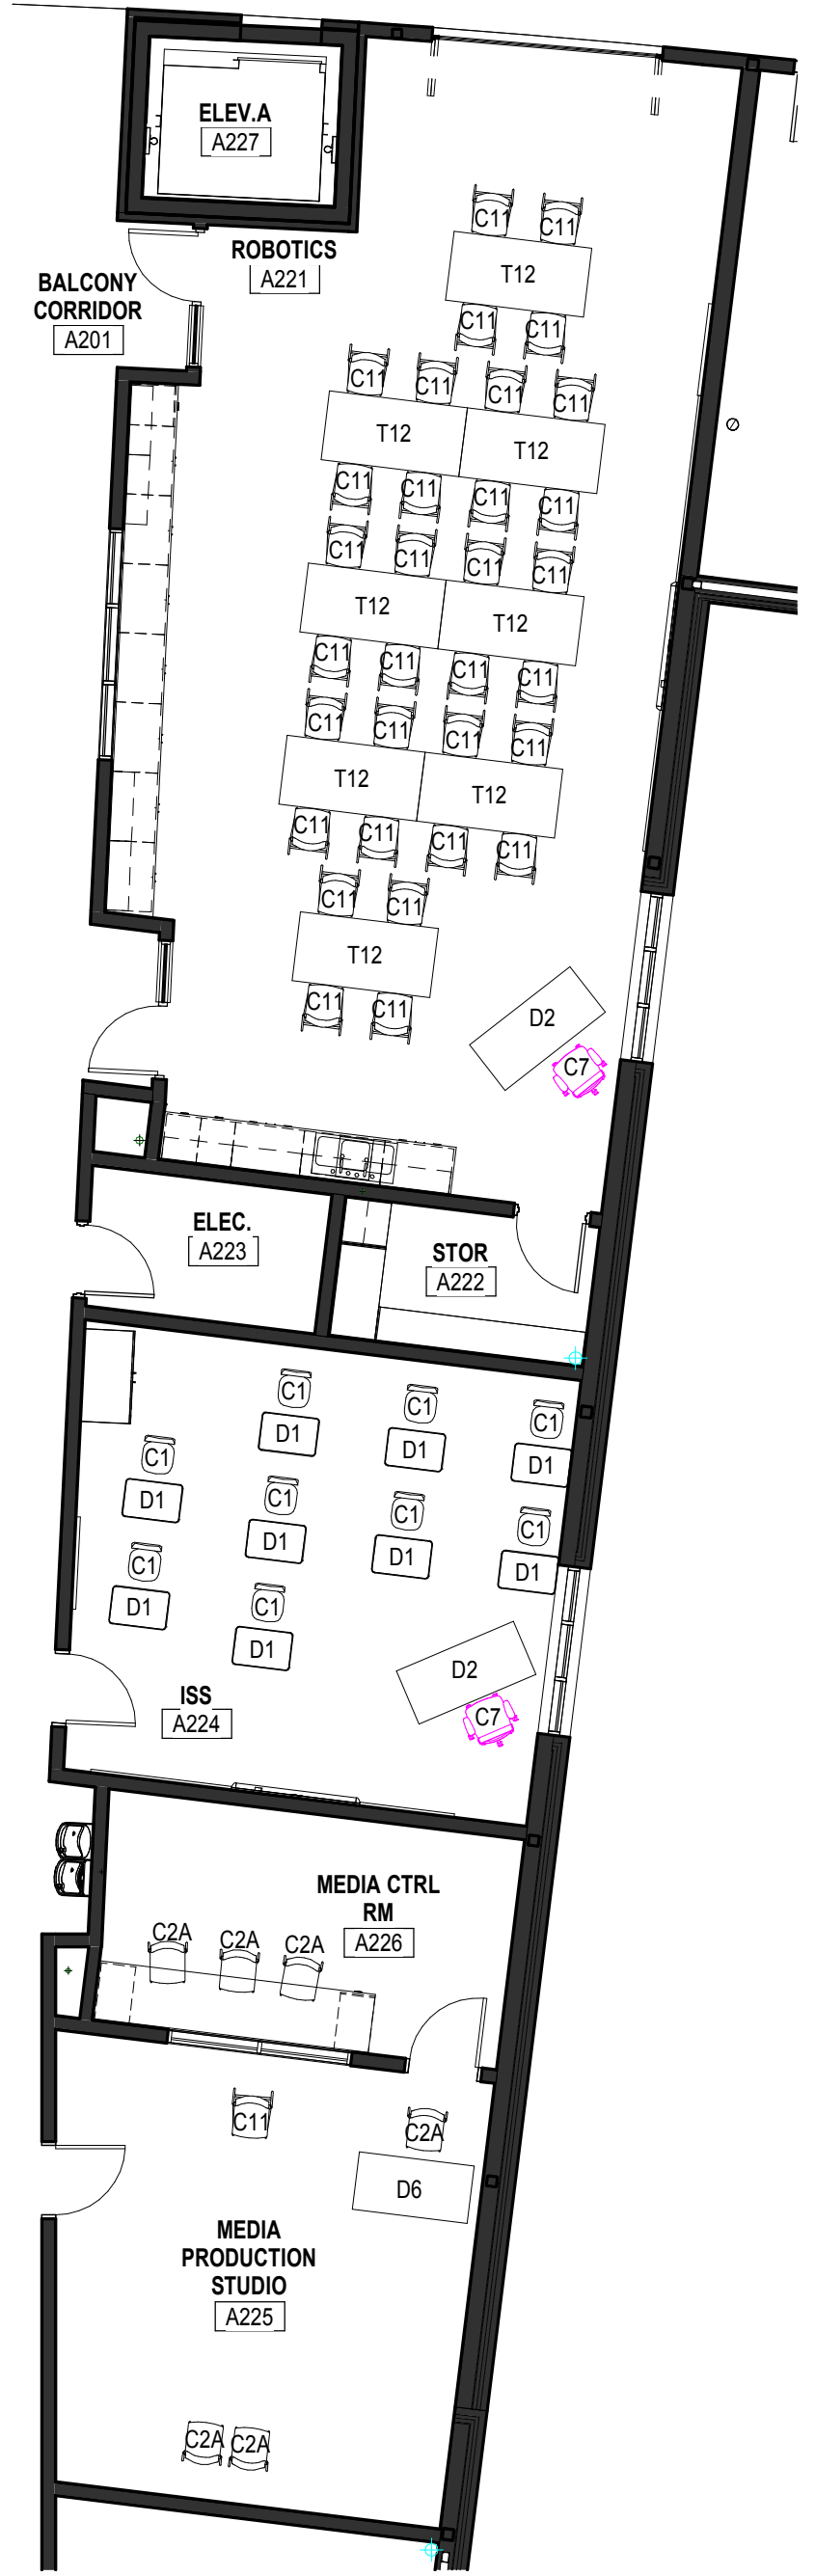 ELEV.A
A227
ROBOTICS
A221
BALCONY
CORRIDOR
A201
C11
C11
T12
C11
C11
C11
C11
C11
C11
T12
T12
C11
C11
C11
C11
C11
C11
C11
C11
T12
T12
C11
C11
C11
C11
C11
C11
C11
C11
T12
T12
C11
C11
C11
C11
C11
C11
T12
C11
C11
D2
C7
ELEC.
A223
STOR
A222
C1
C1
C1
D1
D1
D1
C1
D1
C1
C1
C1
D1
D1
D1
C1
D1
C1
D1
D2
C7
ISS
A224
MEDIA CTRL
RM
A226
C2A
C2A
C2A
C11
C2A
D6
MEDIA
PRODUCTION
STUDIO
A225
C2A
C2A